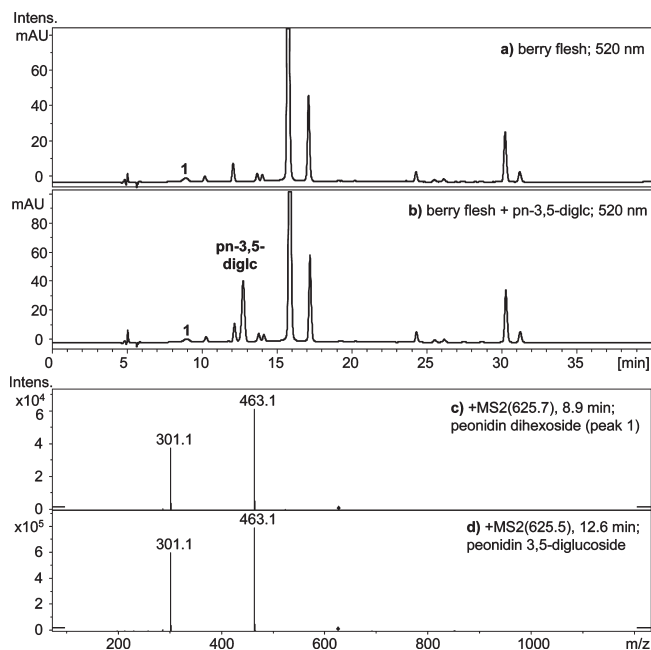 Intens.
mAU
a) berry flesh; 520 nm
60
40
20
0
1
mAU
b) berry flesh + pn-3,5-diglc; 520 nm
80
60
40
20
0
pn-3,5-
diglc
1
0 5 10 15 20 25 30 35 [min]
Intens.
x10⁴
c) +MS2(625.7), 8.9 min;
peonidin dihexoside (peak 1)
463.1
301.1
6
4
2
0
x10⁵
d) +MS2(625.5), 12.6 min;
peonidin 3,5-diglucoside
463.1
301.1
6
4
2
0
200 400 600 800 1000 m/z